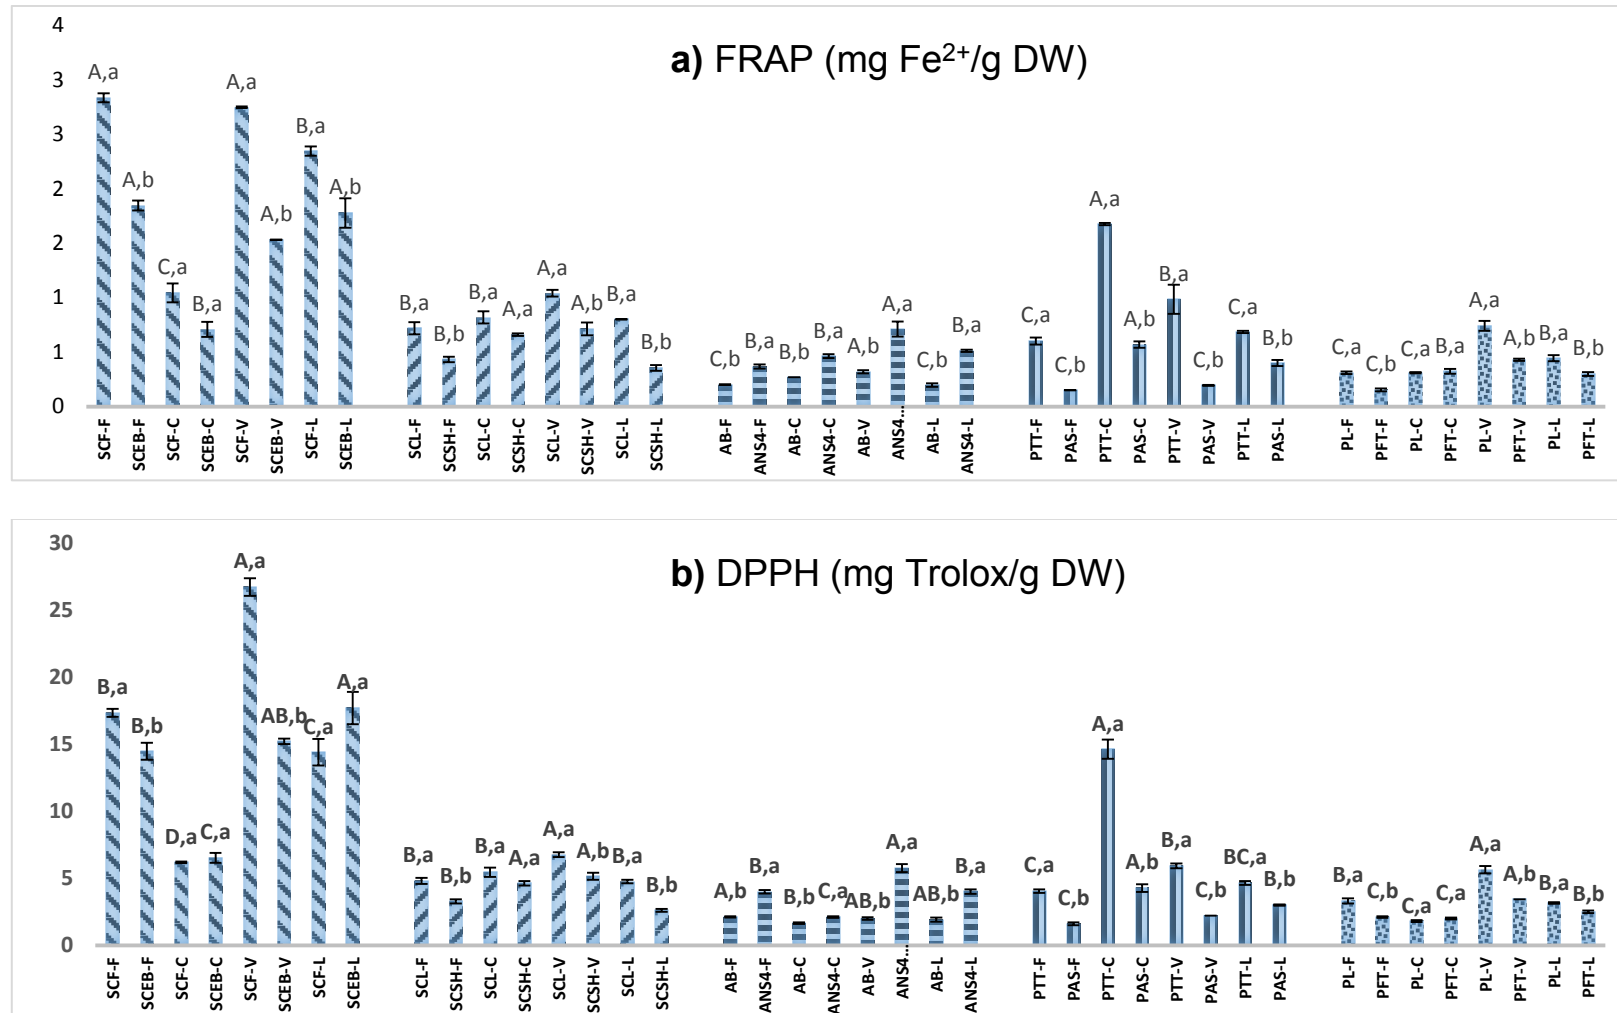 a) FRAP (mg Fe²⁺/g DW)
4
3
3
2
2
1
1
0
A,a A,b C,a B,a A,a A,b B,a A,b
B,a B,b B,a A,a A,a A,b B,a B,b
C,b B,a B,b B,a A,b A,a C,b B,a
C,a C,b A,a A,b B,a C,b C,a B,b
C,a C,b C,a B,a A,a A,b B,a B,b
SCF-F SCEB-F SCF-C SCEB-C SCF-V SCEB-V SCF-L SCEB-L
SCL-F SCSH-F SCL-C SCSH-C SCL-V SCSH-V SCL-L SCSH-L
AB-F ANS4-F AB-C ANS4-C AB-V ANS4… AB-L ANS4-L
PTT-F PAS-F PTT-C PAS-C PTT-V PAS-V PTT-L PAS-L
PL-F PFT-F PL-C PFT-C PL-V PFT-V PL-L PFT-L
b) DPPH (mg Trolox/g DW)
30
25
20
15
10
5
0
B,a B,b D,a C,a A,a AB,b C,a A,a
B,a B,b B,a A,a A,a A,b B,a B,b
A,b B,a B,b C,a AB,b A,a AB,b B,a
C,a C,b A,a A,b B,a C,b BC,a B,b
B,a C,b C,a C,a A,a A,b B,a B,b
SCF-F SCEB-F SCF-C SCEB-C SCF-V SCEB-V SCF-L SCEB-L
SCL-F SCSH-F SCL-C SCSH-C SCL-V SCSH-V SCL-L SCSH-L
AB-F ANS4-F AB-C ANS4-C AB-V ANS4… AB-L ANS4-L
PTT-F PAS-F PTT-C PAS-C PTT-V PAS-V PTT-L PAS-L
PL-F PFT-F PL-C PFT-C PL-V PFT-V PL-L PFT-L